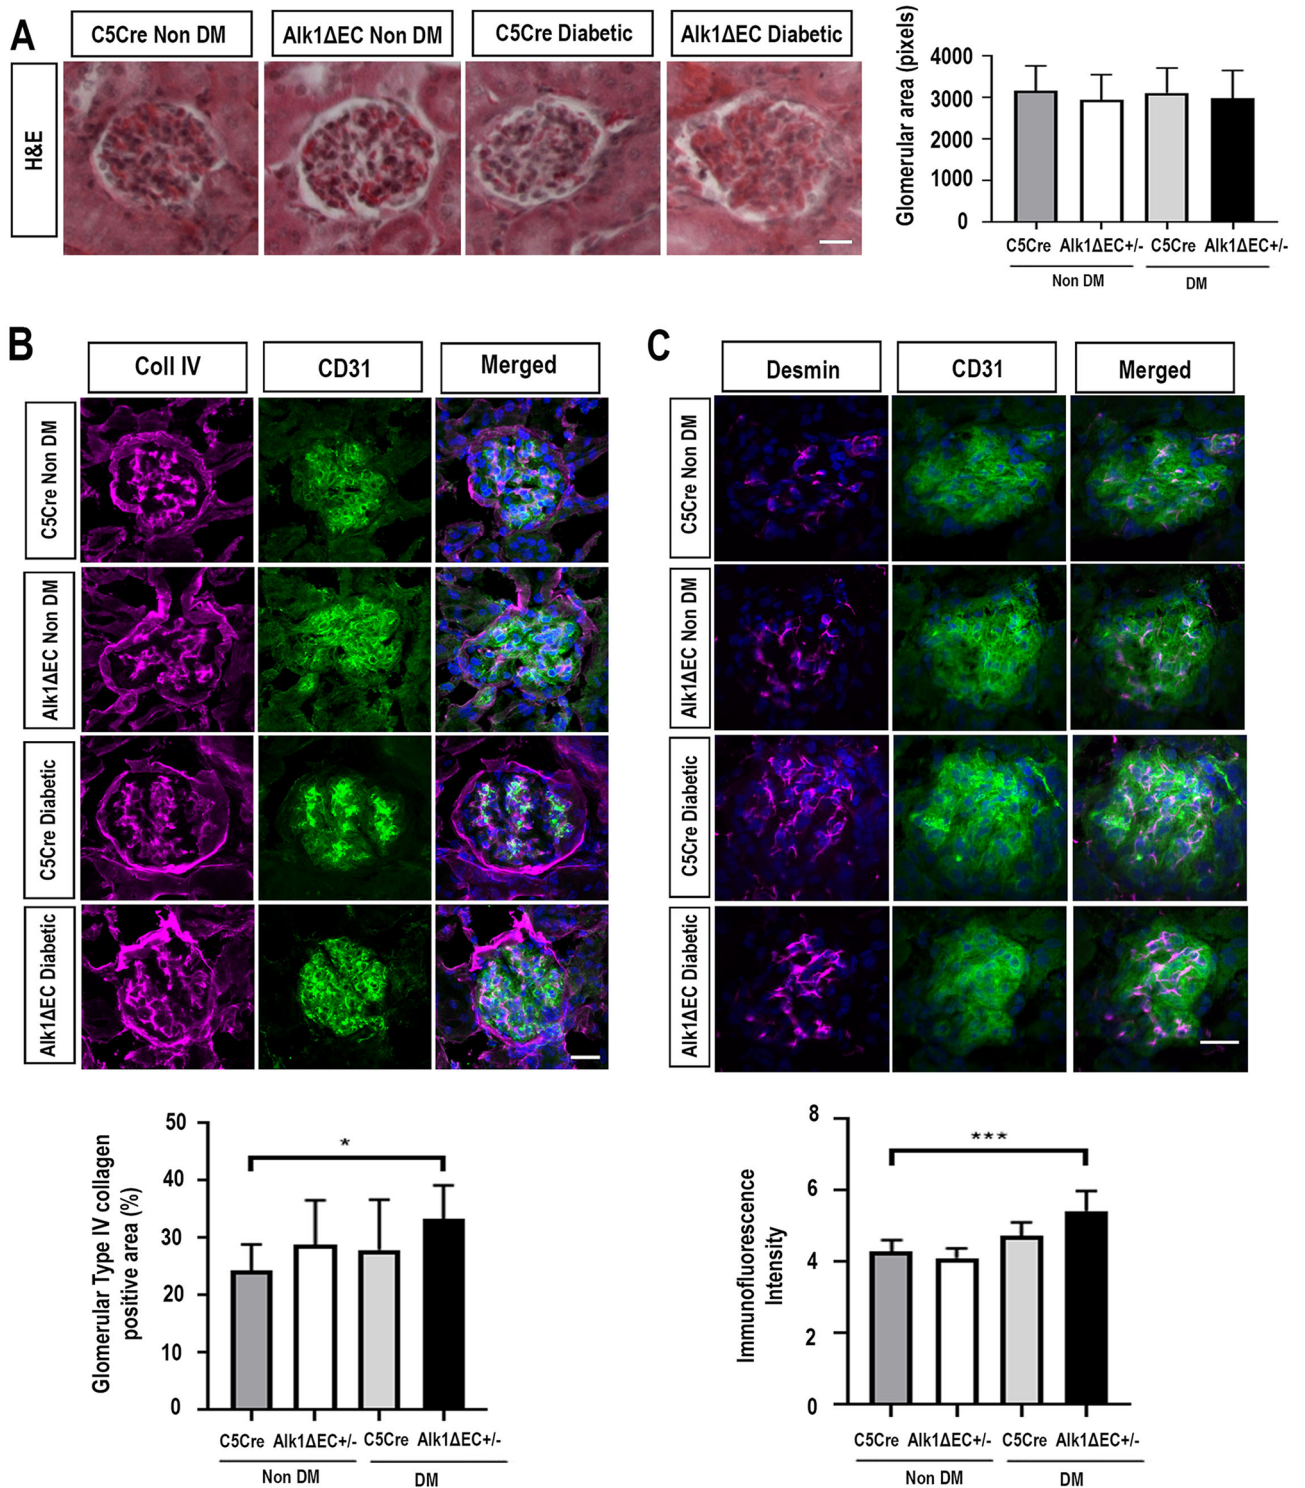 A
C5Cre Non DM
Alk1ΔEC Non DM
C5Cre Diabetic
Alk1ΔEC Diabetic
H&E
Glomerular area (pixels)
4000
3000
2000
1000
0
C5Cre Alk1ΔEC+/- C5Cre Alk1ΔEC+/-
Non DM DM
B
Coll IV
CD31
Merged
C5Cre Non DM
Alk1ΔEC Non DM
C5Cre Diabetic
Alk1ΔEC Diabetic
Glomerular Type IV collagen
positive area (%)
50
40
30
20
10
0
*
C5Cre Alk1ΔEC+/- C5Cre Alk1ΔEC+/-
Non DM DM
C
Desmin
CD31
Merged
C5Cre Non DM
Alk1ΔEC Non DM
C5Cre Diabetic
Alk1ΔEC Diabetic
Immunofluorescence
Intensity
8
6
4
2
0
***
C5Cre Alk1ΔEC+/- C5Cre Alk1ΔEC+/-
Non DM DM